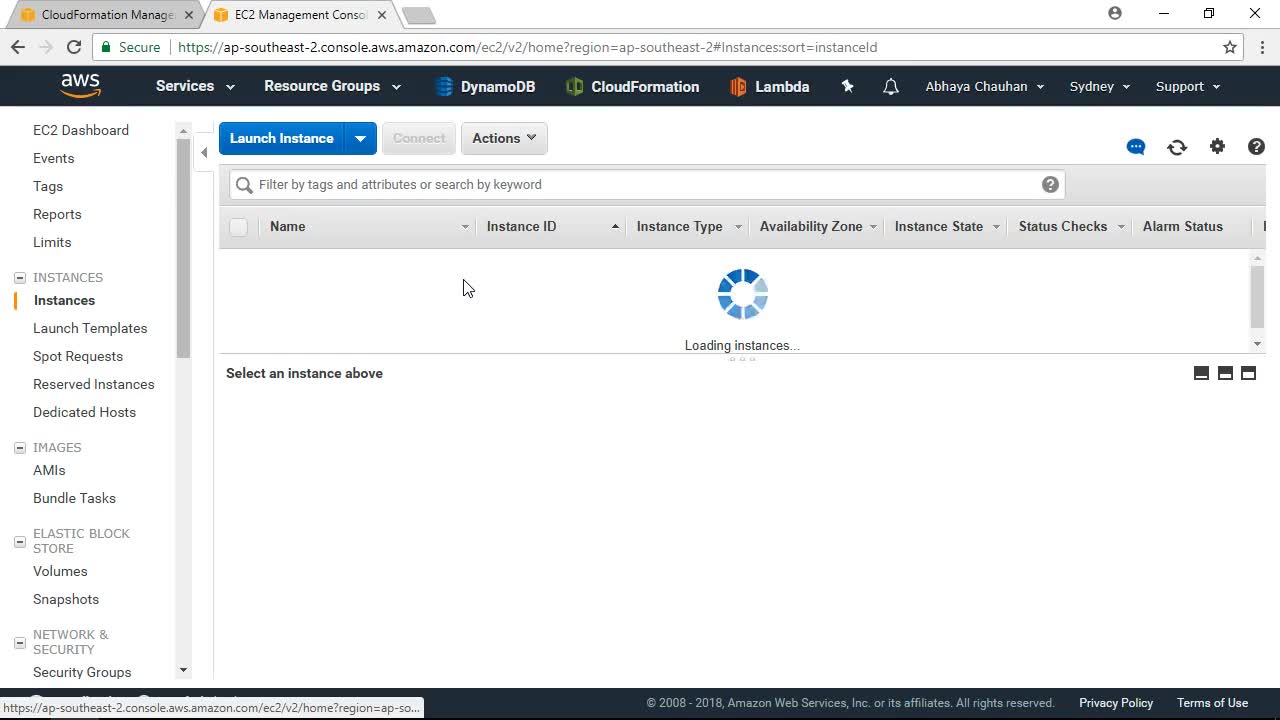 CloudFormation Manage
EC2 Management Conso
Secure
https://ap-southeast-2.console.aws.amazon.com/ec2/v2/home?region=ap-southeast-2#Instances:sort=instanceId
aws
Services
Resource Groups
DynamoDB
CloudFormation
Lambda
Abhaya Chauhan
Sydney
Support
EC2 Dashboard
Events
Tags
Reports
Limits
INSTANCES
Instances
Launch Templates
Spot Requests
Reserved Instances
Dedicated Hosts
IMAGES
AMIs
Bundle Tasks
ELASTIC BLOCK
STORE
Volumes
Snapshots
NETWORK &
SECURITY
Security Groups
Launch Instance
Connect
Actions
Filter by tags and attributes or search by keyword
Name
Instance ID
Instance Type
Availability Zone
Instance State
Status Checks
Alarm Status
Loading instances...
Select an instance above
https://ap-southeast-2.console.aws.amazon.com/ec2/v2/home?region=ap-so...
© 2008 - 2018, Amazon Web Services, Inc. or its affiliates. All rights reserved.
Privacy Policy
Terms of Use